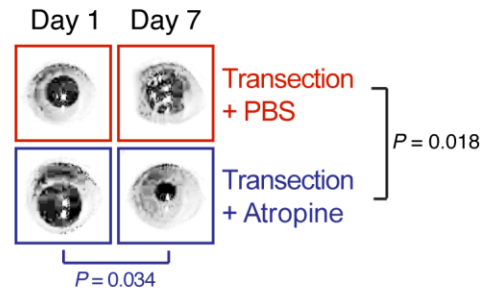 Day 1 Day 7
Transection
+ PBS
P = 0.018
Transection
+ Atropine
P = 0.034